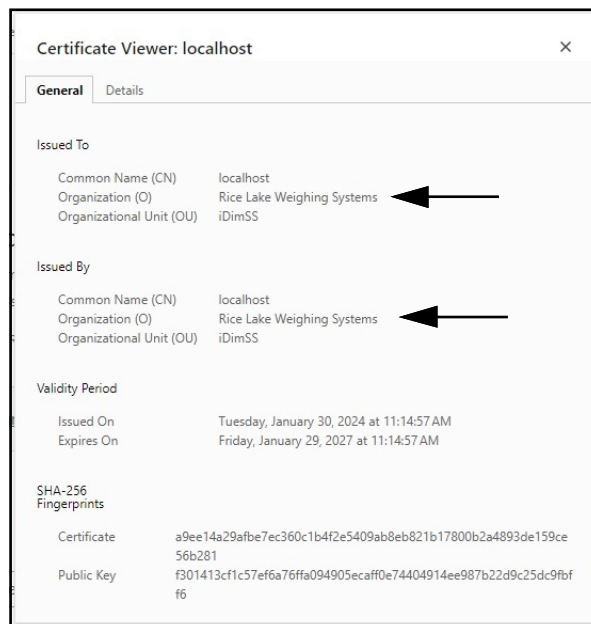 Certificate Viewer: localhost
General Details
Issued To
Common Name (CN) localhost
Organization (O) Rice Lake Weighing Systems
Organizational Unit (OU) iDimSS
Issued By
Common Name (CN) localhost
Organization (O) Rice Lake Weighing Systems
Organizational Unit (OU) iDimSS
Validity Period
Issued On Tuesday, January 30, 2024 at 11:14:57 AM
Expires On Friday, January 29, 2027 at 11:14:57 AM
SHA-256
Fingerprints
Certificate a9ee14a29afbe7ec360c1b4f2e5409ab8eb821b17800b2a4893de159ce
56b281
Public Key f301413cf1c57ef6a76ffa094905ecaff0e74404914ee987b22d9c25dc9fbf
f6